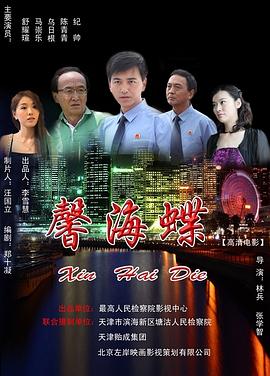 主要演员：
舒耀瑄
马崇乐
乌日根
陈青青
纪帅
出品人：李雪慧
制片人：汪国立
编剧：郑十凝
馨海蝶
Xin Hai Die
【高清电影】
导演：林兵
张学智
出品单位：最高人民检察院影视中心
联合摄制单位：天津市滨海新区塘沽人民检察院
天津贻成集团
北京左岸映画影视策划有限公司